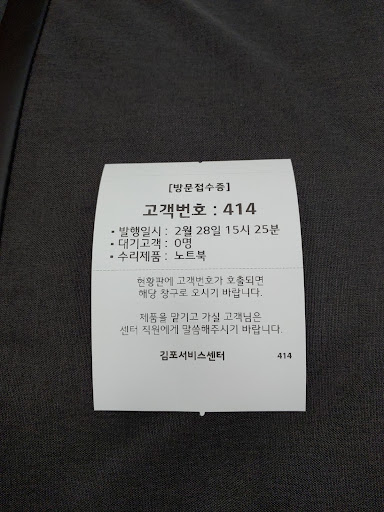 [방문접수증]
고객번호 : 414
▪ 발행일시 : 2월 28일 15시 25분
▪ 대기고객 : 0명
▪ 수리제품 : 노트북
현황판에 고객번호가 호출되면
해당 창구로 오시기 바랍니다.
제품을 맡기고 가실 고객님은
센터 직원에게 말씀해주시기 바랍니다.
김포서비스센터 414